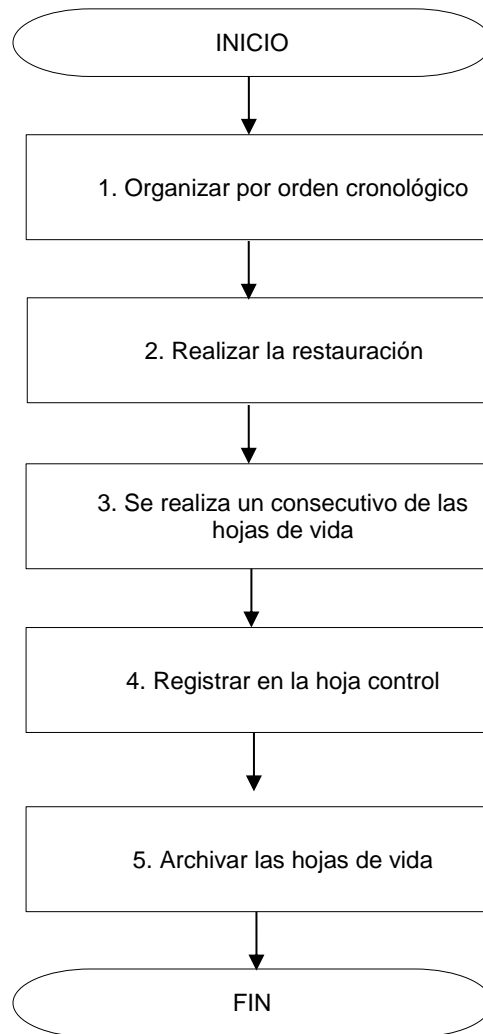 INICIO
1. Organizar por orden cronológico
2. Realizar la restauración
3. Se realiza un consecutivo de las
hojas de vida
4. Registrar en la hoja control
5. Archivar las hojas de vida
FIN